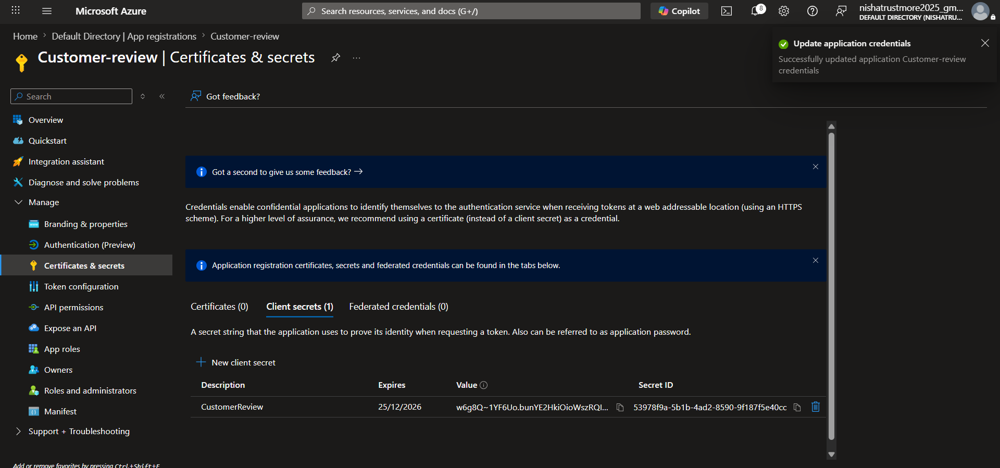 Microsoft Azure
Search resources, services, and docs (G+/)
Copilot
8
nishatrustmore2025_gm...
DEFAULT DIRECTORY (NISHATRU...
Home > Default Directory | App registrations > Customer-review
Customer-review | Certificates & secrets
...
Update application credentials
Successfully updated application Customer-review
credentials
Search
Got feedback?
Overview
Quickstart
Integration assistant
Diagnose and solve problems
Manage
Branding & properties
Authentication (Preview)
Certificates & secrets
Token configuration
API permissions
Expose an API
App roles
Owners
Roles and administrators
Manifest
Support + Troubleshooting
Add or remove favorites by pressing Ctrl+Shift+F
Got a second to give us some feedback? →
Credentials enable confidential applications to identify themselves to the authentication service when receiving tokens at a web addressable location (using an HTTPS
scheme). For a higher level of assurance, we recommend using a certificate (instead of a client secret) as a credential.
Application registration certificates, secrets and federated credentials can be found in the tabs below.
Certificates (0) Client secrets (1) Federated credentials (0)
A secret string that the application uses to prove its identity when requesting a token. Also can be referred to as application password.
New client secret
Description Expires Value Secret ID
CustomerReview 25/12/2026 w6g8Q~1YF6Uo.bunYE2HkiOioWszRQI... 53978f9a-5b1b-4ad2-8590-9f187f5e40cc